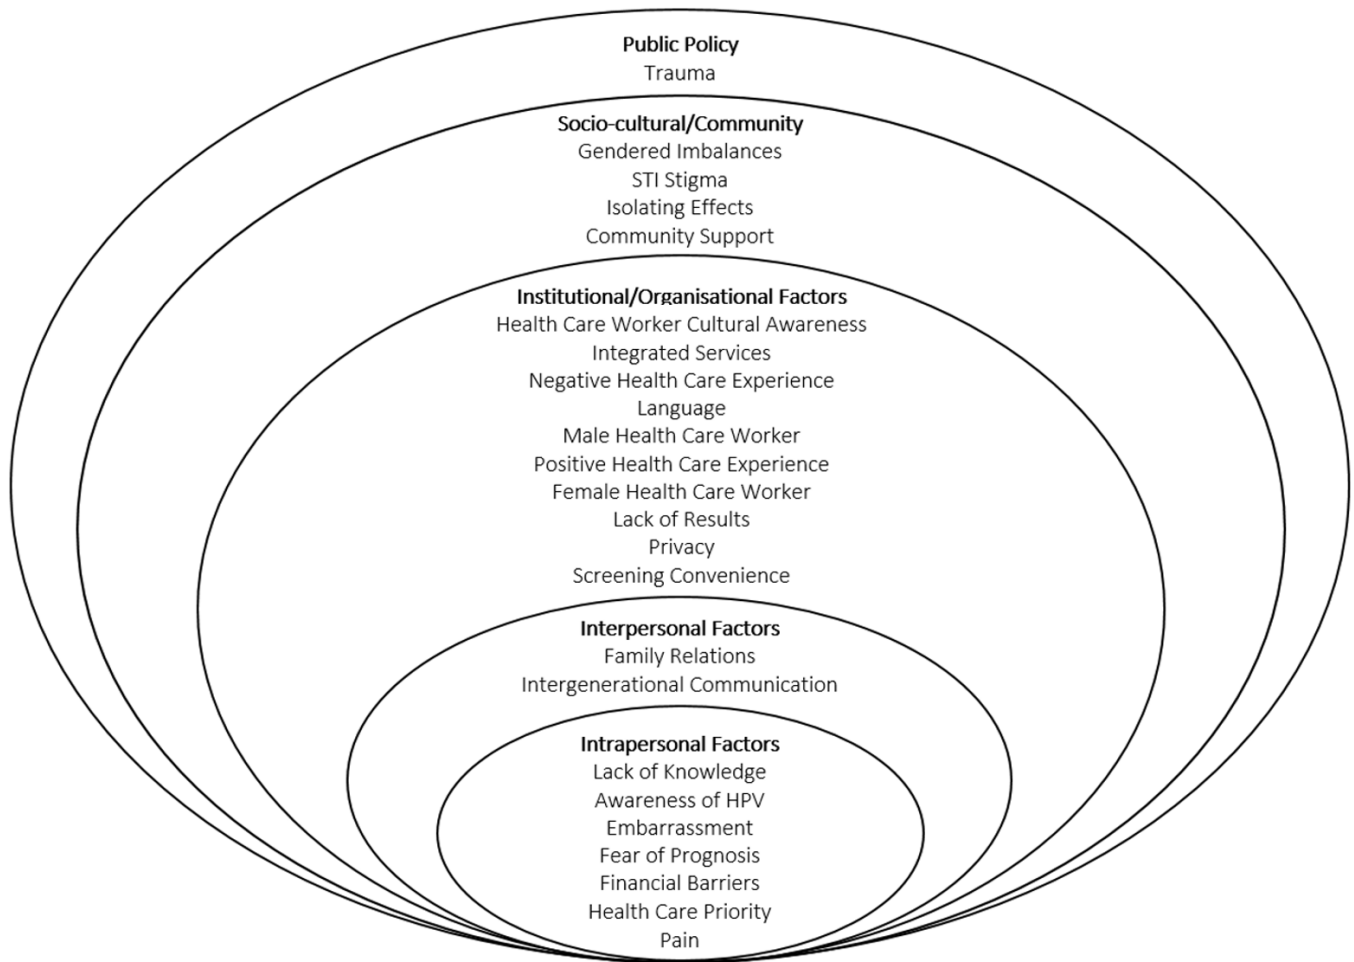 Public Policy
Trauma
Socio-cultural/Community
Gendered Imbalances
STI Stigma
Isolating Effects
Community Support
Institutional/Organisational Factors
Health Care Worker Cultural Awareness
Integrated Services
Negative Health Care Experience
Language
Male Health Care Worker
Positive Health Care Experience
Female Health Care Worker
Lack of Results
Privacy
Screening Convenience
Interpersonal Factors
Family Relations
Intergenerational Communication
Intrapersonal Factors
Lack of Knowledge
Awareness of HPV
Embarrassment
Fear of Prognosis
Financial Barriers
Health Care Priority
Pain